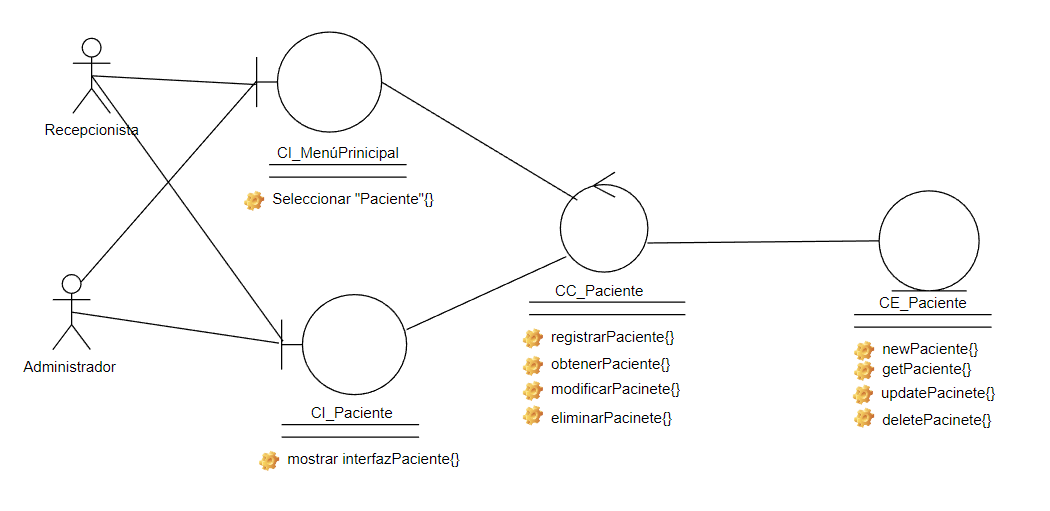 Recepcionista
CI_MenúPrinicipal
Seleccionar "Paciente"{}
Administrador
CI_Paciente
mostrar interfazPaciente{}
CC_Paciente
registrarPaciente{}
obtenerPaciente{}
modificarPacinete{}
eliminarPacinete{}
CE_Paciente
newPaciente{}
getPaciente{}
updatePacinete{}
deletePacinete{}